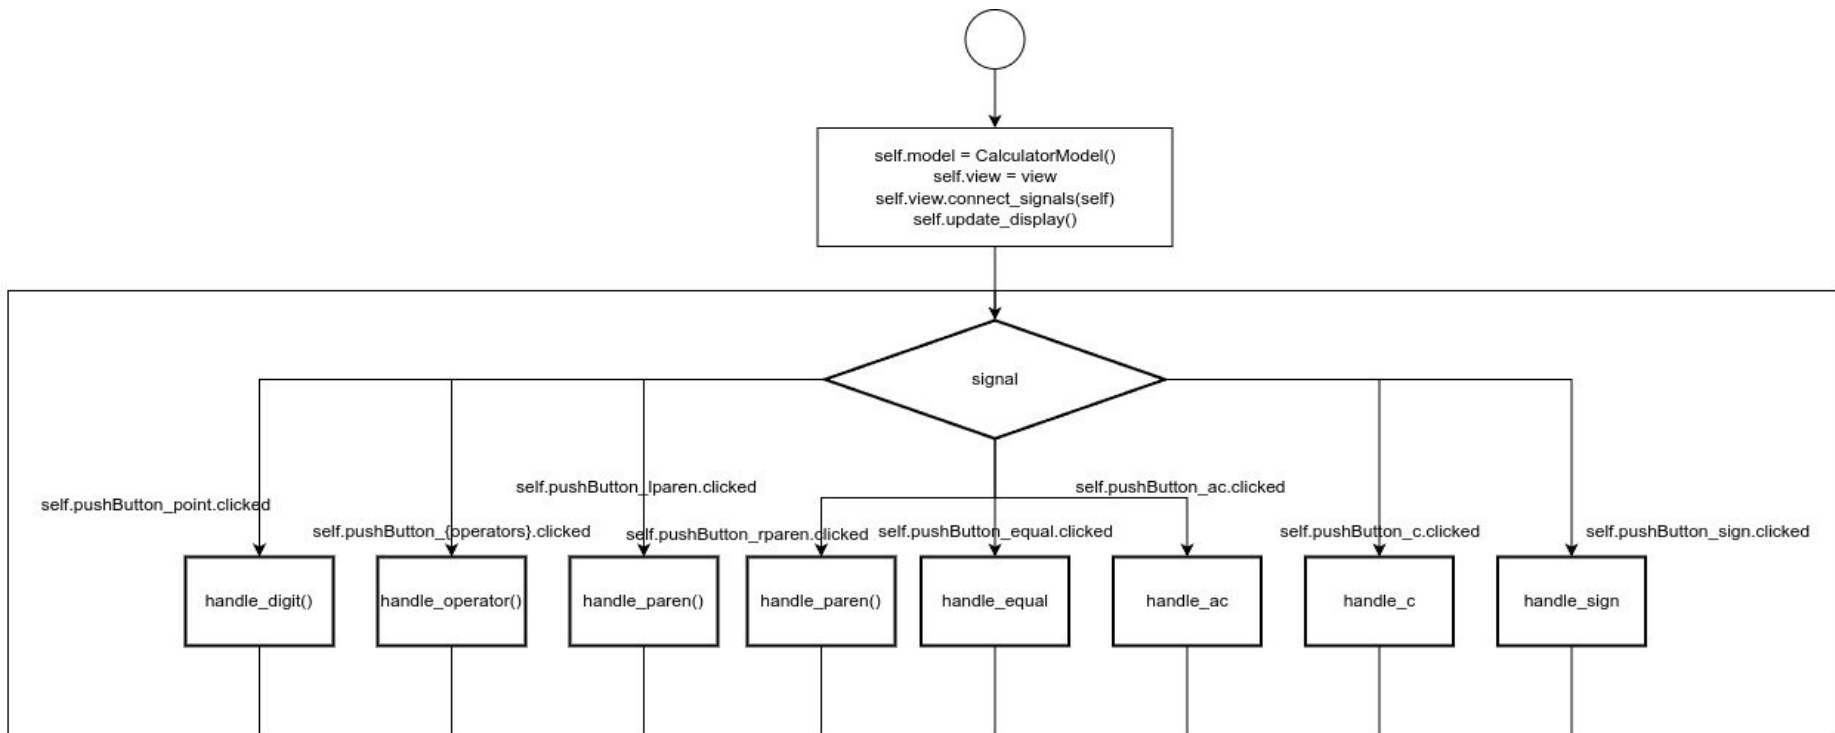 self.model = CalculatorModel()
self.view = view
self.view.connect_signals(self)
self.update_display()
signal
self.pushButton_point.clicked
self.pushButton_{operators}.clicked
self.pushButton_lparen.clicked
self.pushButton_rparen.clicked
self.pushButton_equal.clicked
self.pushButton_ac.clicked
self.pushButton_c.clicked
self.pushButton_sign.clicked
handle_digit()
handle_operator()
handle_paren()
handle_paren()
handle_equal
handle_ac
handle_c
handle_sign